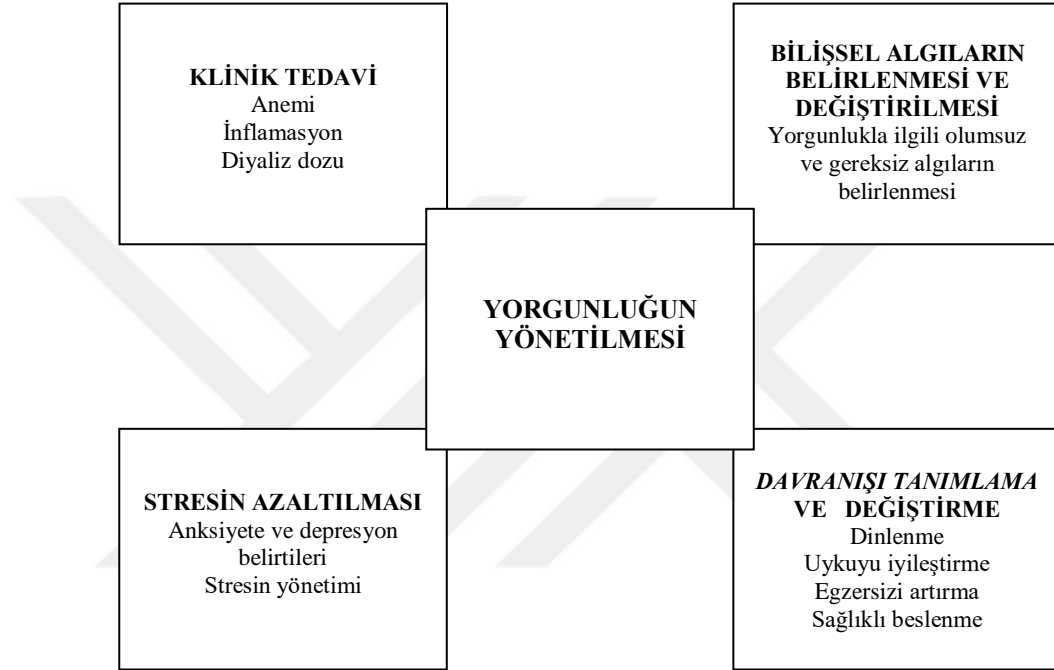 KLİNİK TEDAVİ
Anemi
İnflamasyon
Diyaliz dozu
BİLİŞSEL ALGILARIN
BELİRLENMESİ VE
DEĞİŞTİRİLMESİ
Yorgunlukla ilgili olumsuz
ve gereksiz algıların
belirlenmesi
YORGUNLUĞUN
YÖNETİLMESİ
STRESİN AZALTILMASI
Anksiyete ve depresyon
belirtileri
Stresin yönetimi
DAVRANIŞI TANIMLAMA
VE DEĞİŞTİRME
Dinlenme
Uykuyu iyileştirme
Egzersizi artırma
Sağlıklı beslenme